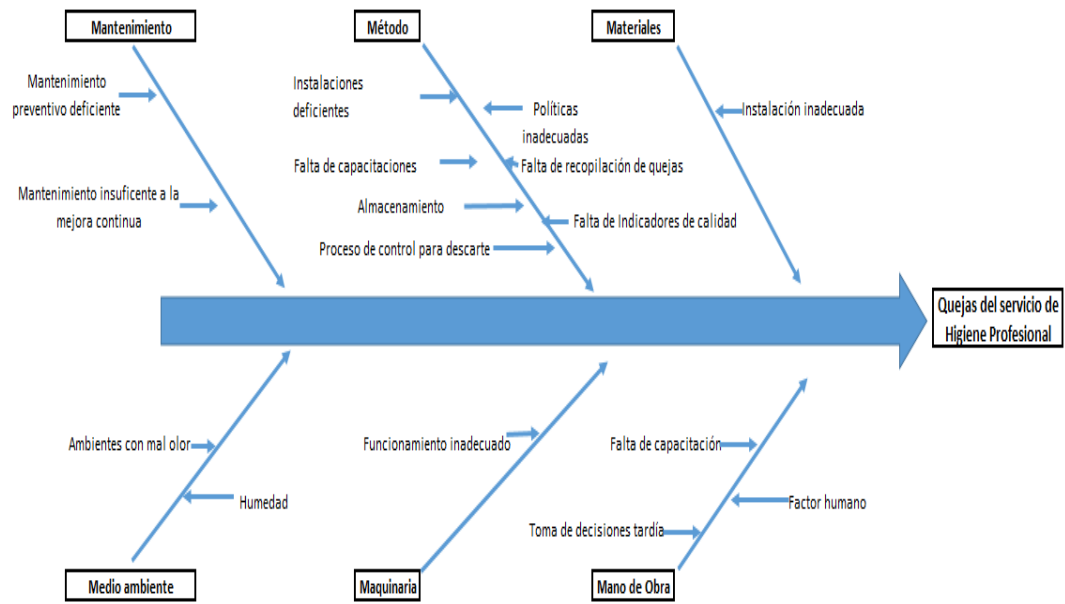 Mantenimiento
Método
Materiales
Mantenimiento
preventivo deficiente
Mantenimiento insuficente a la
mejora continua
Instalaciones
deficientes
Políticas
inadecuadas
Falta de capacitaciones
Falta de recopilación de quejas
Almacenamiento
Falta de Indicadores de calidad
Proceso de control para descarte
Instalación inadecuada
Quejas del servicio de
Higiene Profesional
Ambientes con mal olor
Humedad
Funcionamiento inadecuado
Falta de capacitación
Factor humano
Toma de decisiones tardía
Medio ambiente
Maquinaria
Mano de Obra